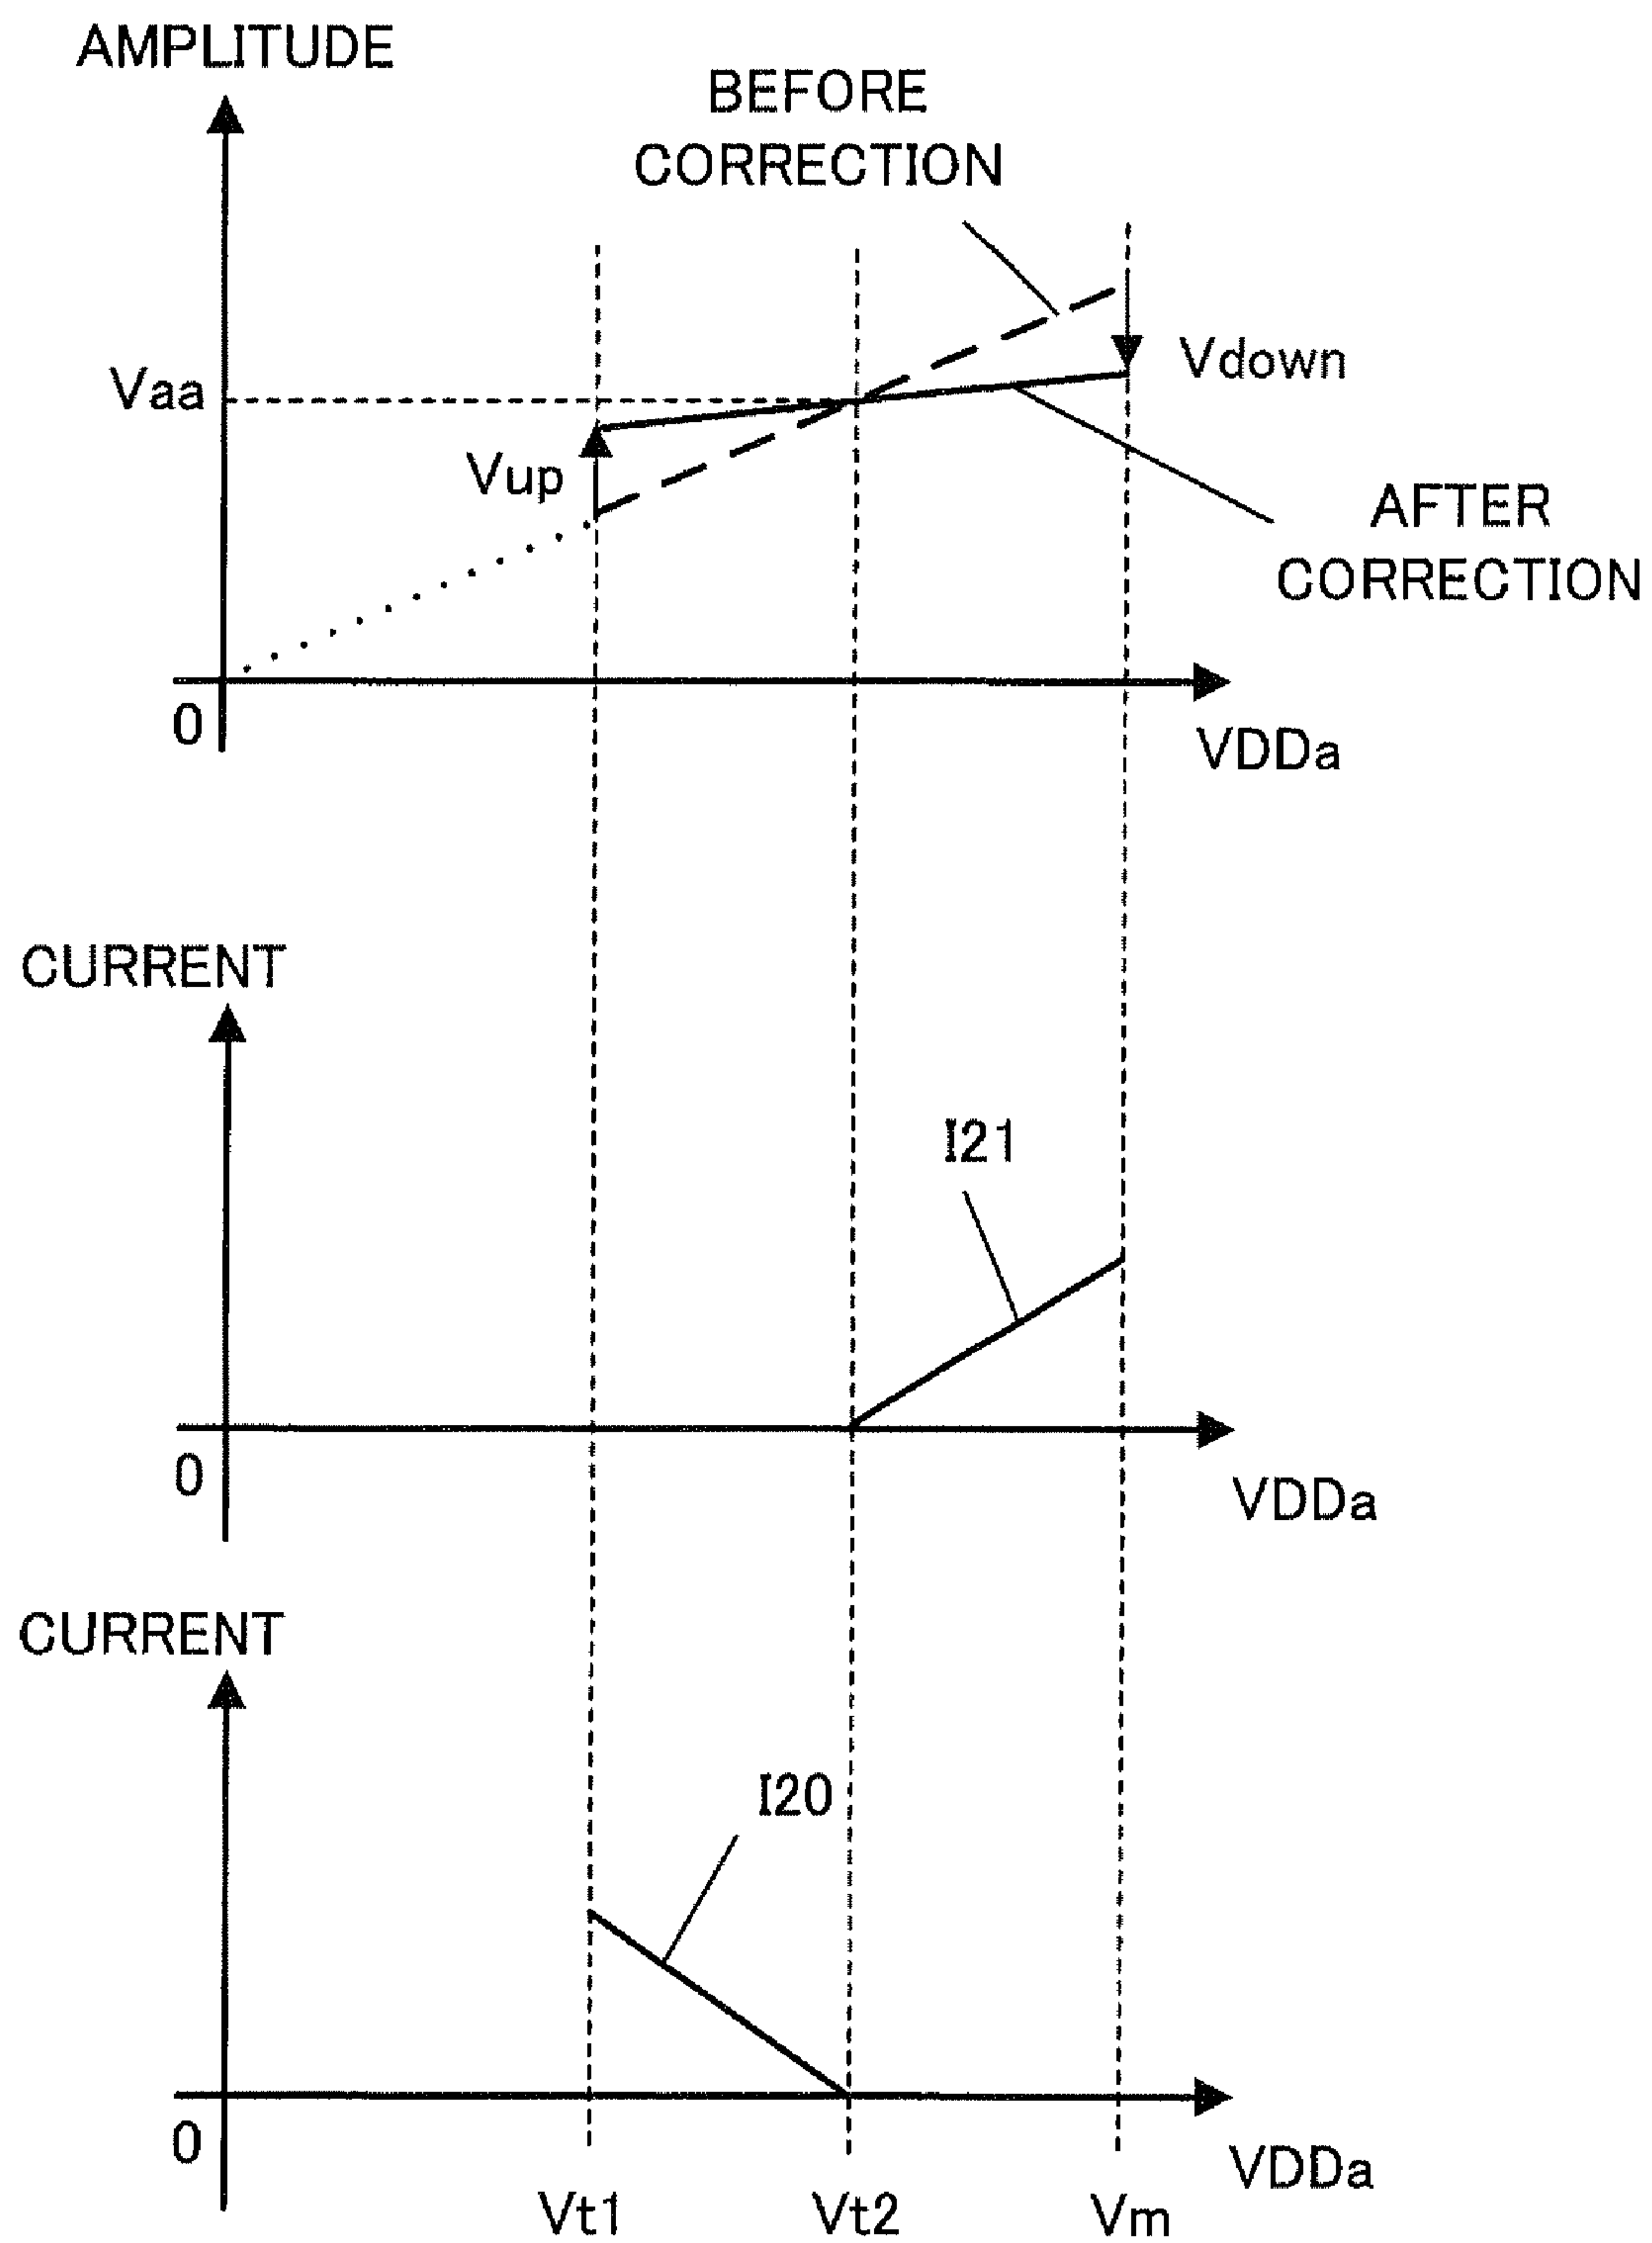 AMPLITUDE
BEFORE
CORRECTION
Vaa
Vdown
Vup
AFTER
CORRECTION
0
VDDa
CURRENT
I21
0
VDDa
CURRENT
I20
0
VDDa
Vt1
Vt2
Vm